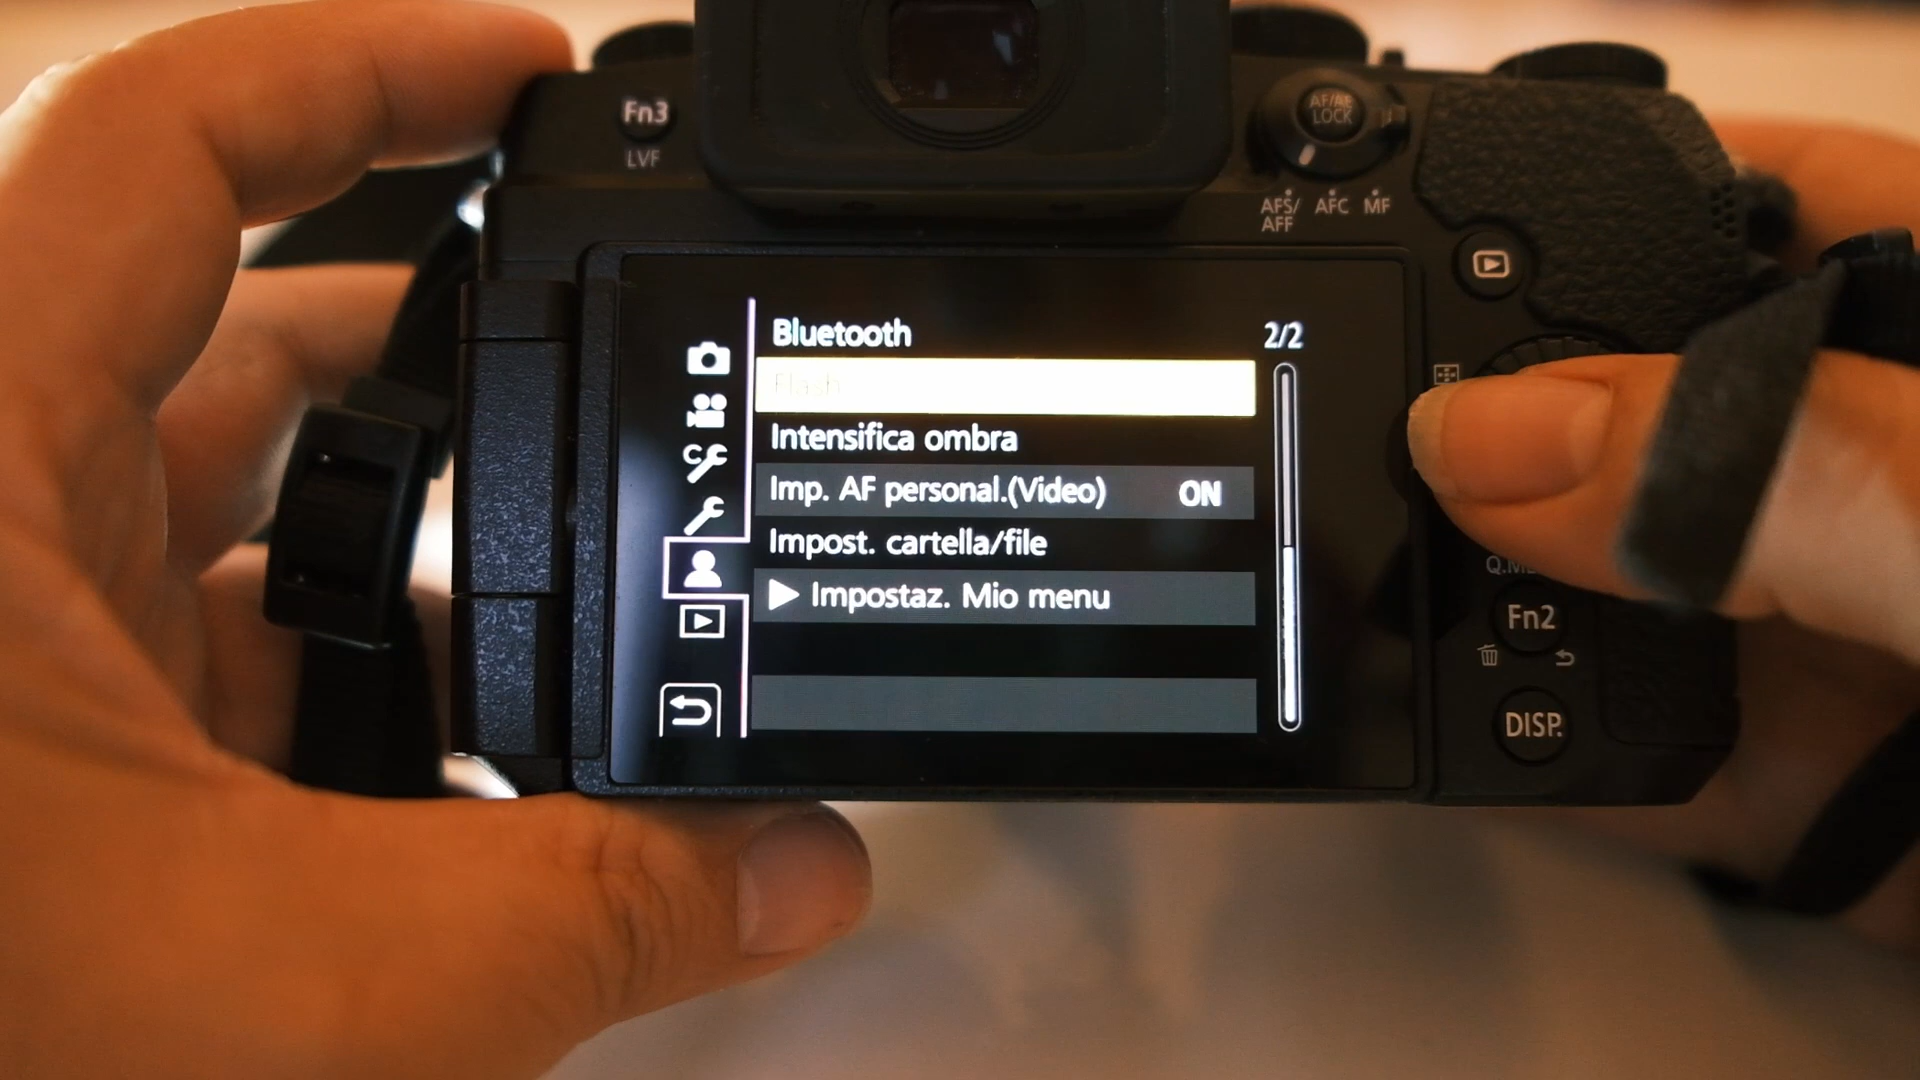 Fn3
LVF
AF/AE
LOCK
AFS/
AFF
AFC
MF
Bluetooth
2/2
Flash
Intensifica ombra
Imp. AF personal.(Video) ON
Impost. cartella/file
Impostaz. Mio menu
C
Fn2
DISP.